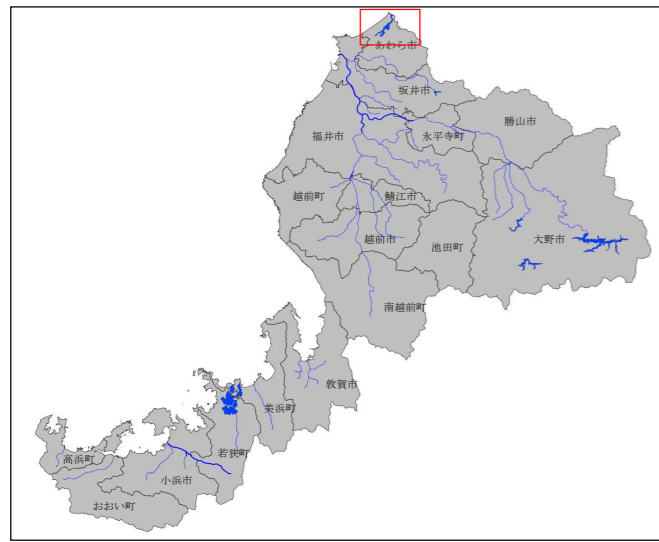 あわら市
坂井市
勝山市
福井市
永平寺町
越前町
鯖江市
越前市
池田町
大野市
南越前町
敦賀市
美浜町
若狭町
高浜町
小浜市
おおい町